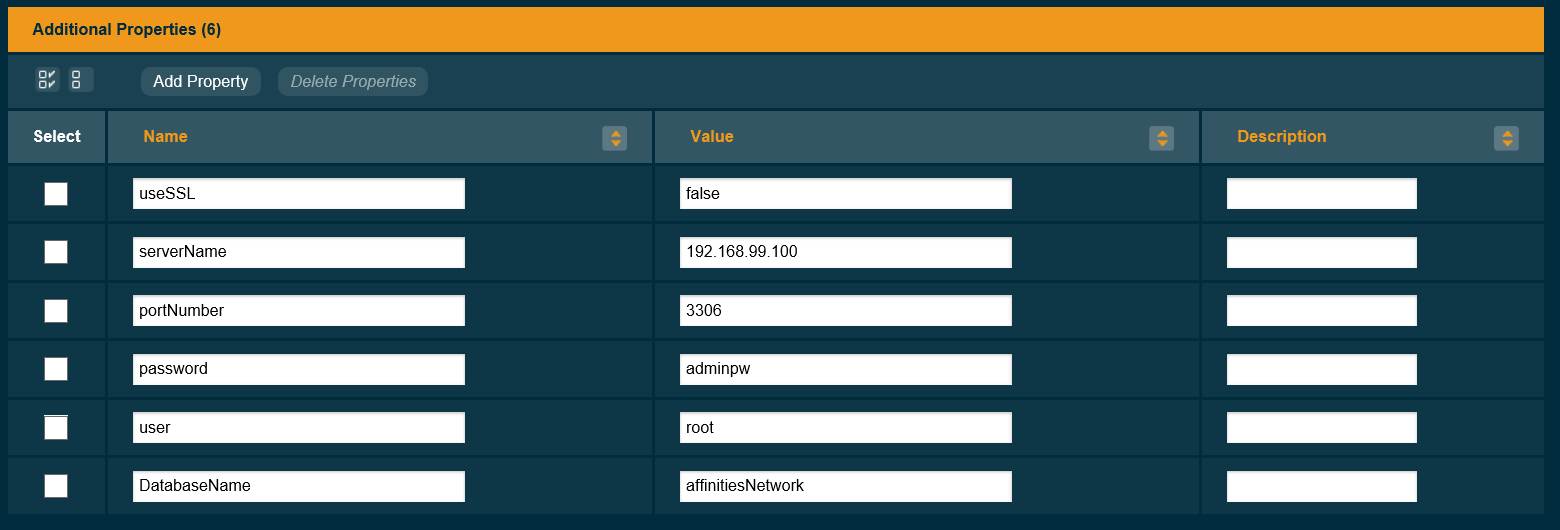 Additional Properties (6)
Add Property Delete Properties
Select Name Value Description
useSSL false
serverName 192.168.99.100
portNumber 3306
password adminpw
user root
DatabaseName affinitiesNetwork